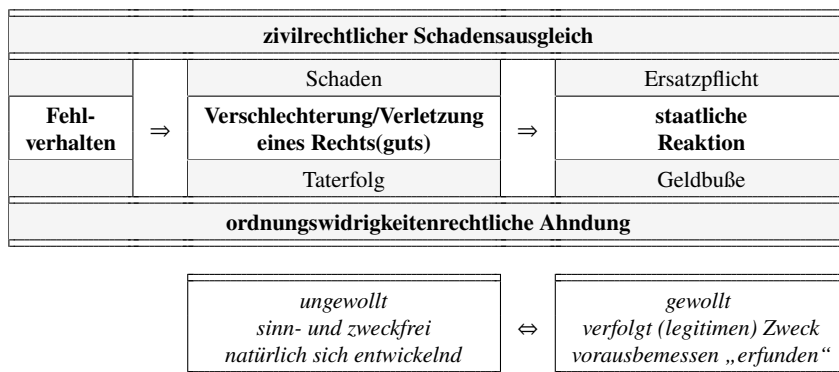 zivilrechtlicher Schadensausgleich
Schaden Ersatzpflicht
Fehl- Verschlechterung/Verletzung staatliche
verhalten ⇒ eines Rechts(guts) ⇒ Reaktion
Taterfolg Geldbuße
ordnungswidrigkeitenrechtliche Ahndung
ungewollt gewollt
sinn- und zweckfrei ⇔ verfolgt (legitimen) Zweck
natürlich sich entwickelnd vorausbemessen „erfunden“